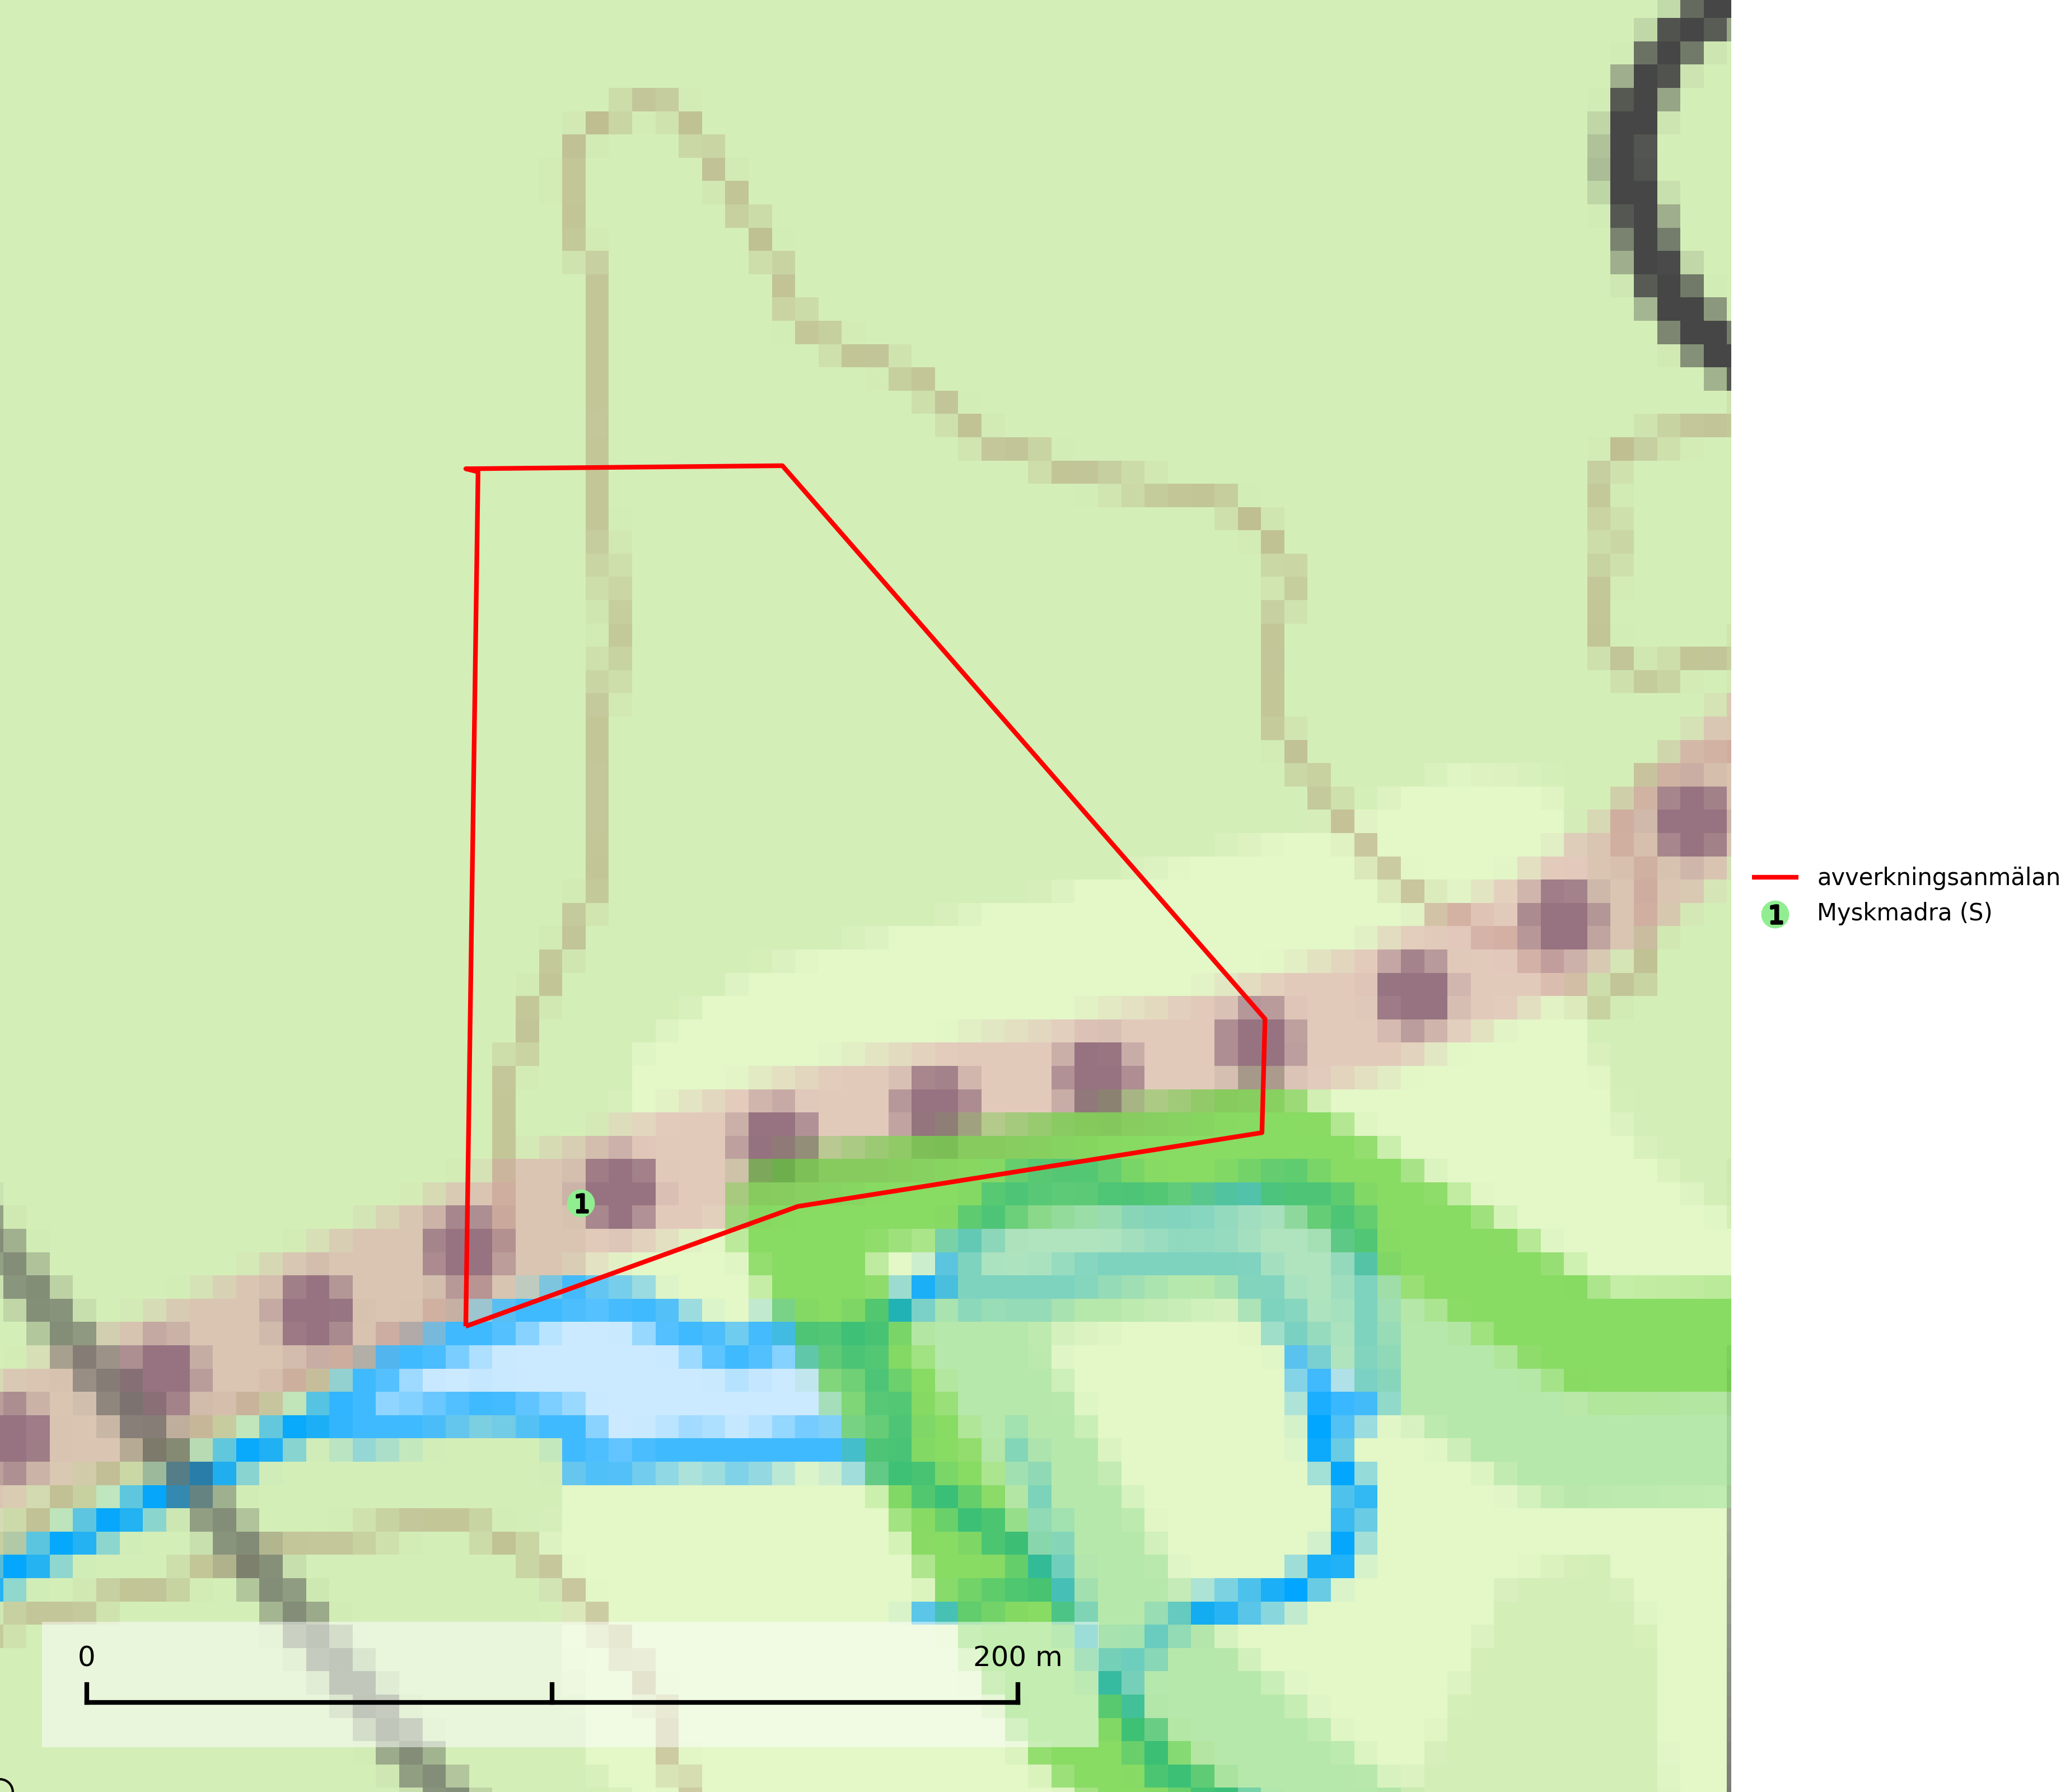 avverkningsanmälan
1 Myskmadra (S)
1
0 200 m